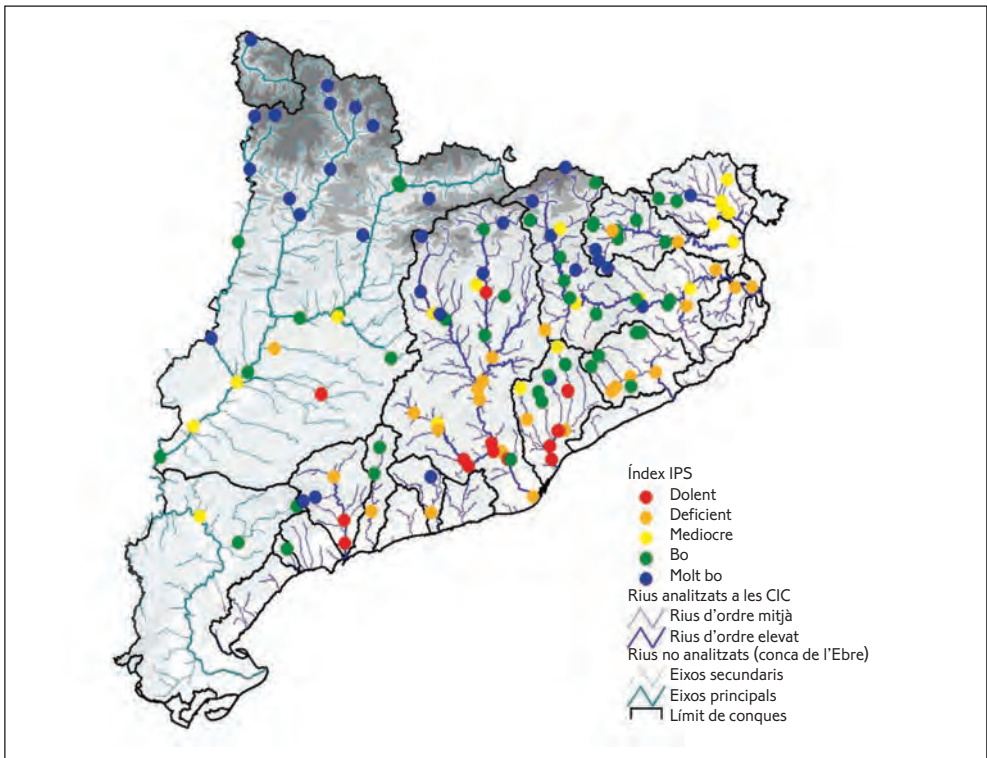 Índex IPS
Dolent
Deficient
Mediocre
Bo
Molt bo
Rius analitzats a les CIC
Rius d'ordre mitjà
Rius d'ordre elevat
Rius no analitzats (conca de l'Ebre)
Eixos secundaris
Eixos principals
Límit de conques